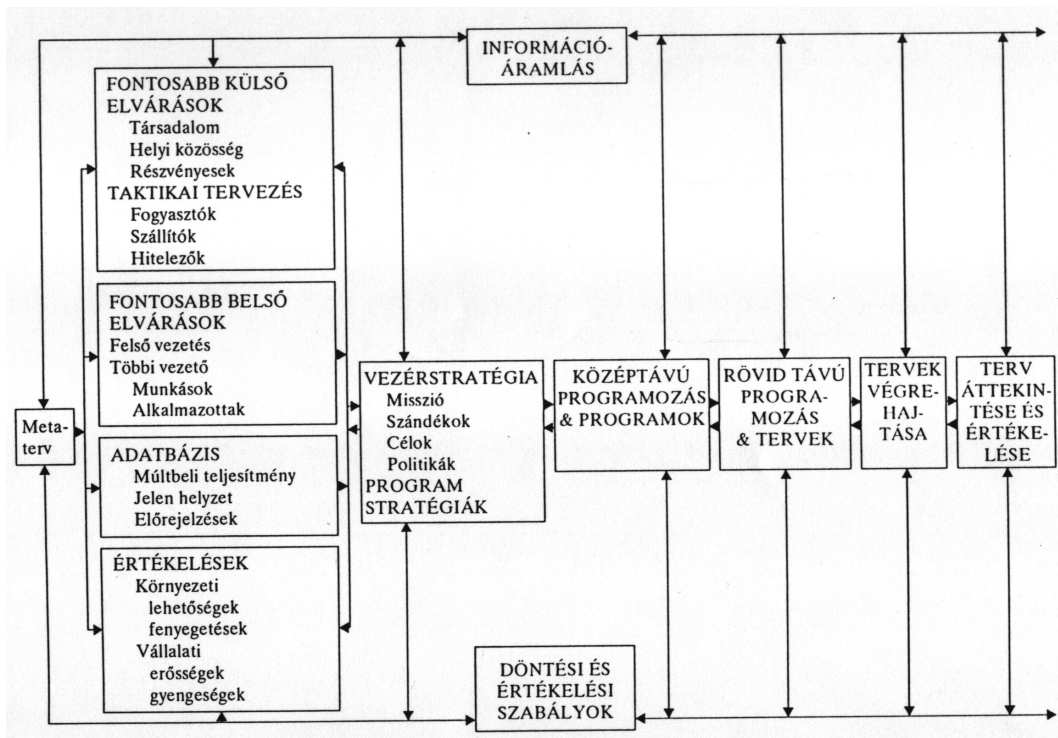 INFORMÁCIÓ-
ÁRAMLÁS
FONTOSABB KÜLSŐ
ELVÁRÁSOK
Társadalom
Helyi közösség
Részvényesek
TAKTIKAI TERVEZÉS
Fogyasztók
Szállítók
Hitelezők
FONTOSABB BELSŐ
ELVÁRÁSOK
Felső vezetés
Többi vezető
Munkások
Alkalmazottak
Meta-
terv
ADATBÁZIS
Múltbeli teljesítmény
Jelen helyzet
Előrejelzések
ÉRTÉKELÉSEK
Környezeti
lehetőségek
fenyegetések
Vállalati
erősségek
gyengeségek
VEZÉRSTRATÉGIA
Misszió
Szándékok
Célok
Politikák
PROGRAM
STRATÉGIÁK
KÖZÉPTÁVÚ
PROGRAMOZÁS
& PROGRAMOK
RÖVID TÁVÚ
PROGRA-
MOZÁS
& TERVEK
TERVEK
VÉGRE-
HAJ-
TÁSA
TERV
ÁTTEKIN-
TÉSE ÉS
ÉRTÉKE-
LÉSE
DÖNTÉSI ÉS
ÉRTÉKELÉSI
SZABÁLYOK